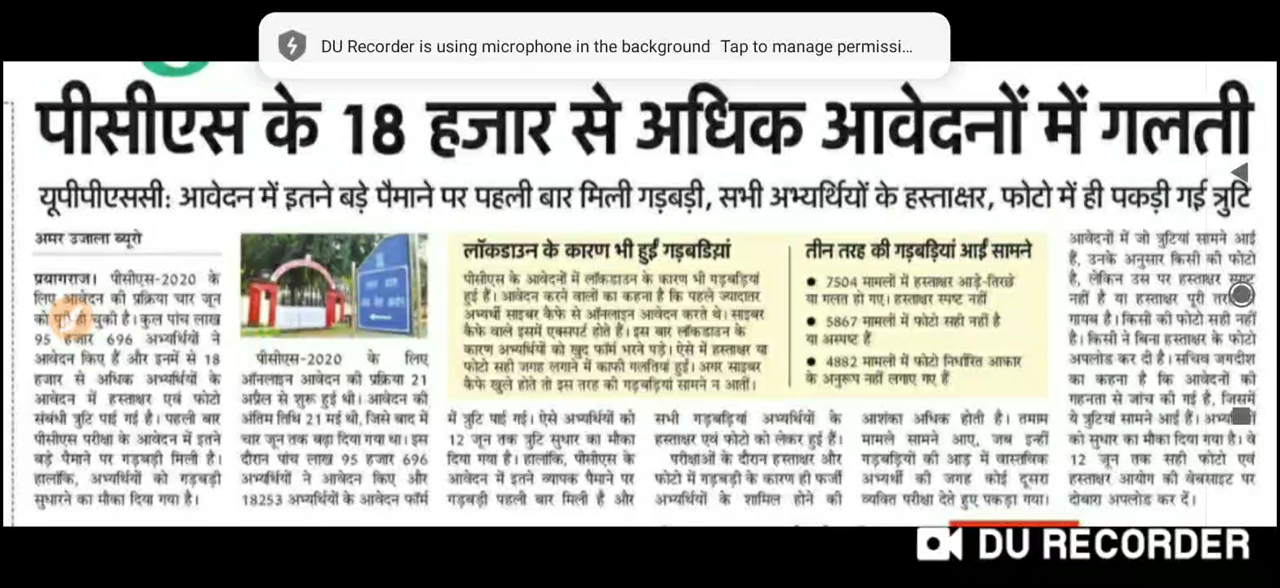 DU Recorder is using microphone in the background Tap to manage permissi...
पीसीएस के 18 हजार से अधिक आवेदनों में गलती
यूपीपीएससी: आवेदन में इतने बड़े पैमाने पर पहली बार मिली गड़बड़ी, सभी अभ्यर्थियों के हस्ताक्षर, फोटो में ही पकड़ी गई त्रुटि
अमर उजाला ब्यूरो
प्रयागराज। पीसीएस-2020 के
लिए आवेदन की प्रक्रिया चार जून
को पूरी हो चुकी है। कुल पांच लाख
95 हजार 696 अभ्यर्थियों ने
आवेदन किए हैं और इनमें से 18
हजार से अधिक अभ्यर्थियों के
आवेदन में हस्ताक्षर एवं फोटो
संबंधी त्रुटि पाई गई है। पहली बार
पीसीएस परीक्षा के आवेदन में इतने
बड़े पैमाने पर गड़बड़ी मिली है।
हालांकि, अभ्यर्थियों को गड़बड़ी
सुधारने का मौका दिया गया है।
पीसीएस-2020 के लिए
ऑनलाइन आवेदन की प्रक्रिया 21
अप्रैल से शुरू हुई थी। आवेदन की
अंतिम तिथि 21 मई थी, जिसे बाद में
चार जून तक बढ़ा दिया गया था। इस
दौरान पांच लाख 95 हजार 696
अभ्यर्थियों ने आवेदन किए और
18253 अभ्यर्थियों के आवेदन फॉर्म
लॉकडाउन के कारण भी हुईं गड़बडि़यां
पीसीएस के आवेदनों में लॉकडाउन के कारण भी गड़बड़ियां
हुई हैं। आवेदन करने वालों का कहना है कि पहले ज्यादातर
अभ्यर्थी साइबर कैफे से ऑनलाइन आवेदन करते थे। साइबर
कैफे वाले इसमें एक्सपर्ट होते हैं। इस बार लॉकडाउन के
कारण अभ्यर्थियों को खुद फॉर्म भरने पड़े। ऐसे में हस्ताक्षर या
फोटो सही जगह लगाने में काफी गलतियां हुईं। अगर साइबर
कैफे खुले होते तो इस तरह की गड़बड़ियां सामने न आतीं।
तीन तरह की गड़बड़ियां आईं सामने
● 7504 मामलों में हस्ताक्षर आड़े-तिरछे
या गलत हो गए। हस्ताक्षर स्पष्ट नहीं
● 5867 मामलों में फोटो सही नहीं है
या अस्पष्ट हैं
● 4882 मामलों में फोटो निर्धारित आकार
के अनुरूप नहीं लगाए गए हैं
में त्रुटि पाई गई। ऐसे अभ्यर्थियों को
12 जून तक त्रुटि सुधार का मौका
दिया गया है। हालांकि, पीसीएस के
आवेदन में इतने व्यापक पैमाने पर
गड़बड़ी पहली बार मिली है और
सभी गड़बड़ियां अभ्यर्थियों के
हस्ताक्षर एवं फोटो को लेकर हुई हैं।
परीक्षाओं के दौरान हस्ताक्षर और
फोटो में गड़बड़ी के कारण ही फर्जी
अभ्यर्थियों के शामिल होने की
आशंका अधिक होती है। तमाम
मामले सामने आए, जब इन्हीं
गड़बड़ियों की आड़ में वास्तविक
अभ्यर्थी की जगह कोई दूसरा
व्यक्ति परीक्षा देते हुए पकड़ा गया।
आवेदनों में जो त्रुटियां सामने आई
हैं, उनके अनुसार किसी की फोटो
है, लेकिन उस पर हस्ताक्षर स्पष्ट
नहीं है या हस्ताक्षर पूरी
गायब है। किसी की फोटो सही नहीं
है। किसी ने बिना हस्ताक्षर के फोटो
अपलोड कर दी है। सचिव जगदीश
का कहना है कि आवेदनों को
गहनता से जांच की गई है, जिसमें
ये त्रुटियां सामने आई हैं।
को सुधार का मौका दिया गया है। वे
12 जून तक सही फोटो एवं
हस्ताक्षर आयोग की वेबसाइट पर
दोबारा अपलोड कर दें।
DU RECORDER